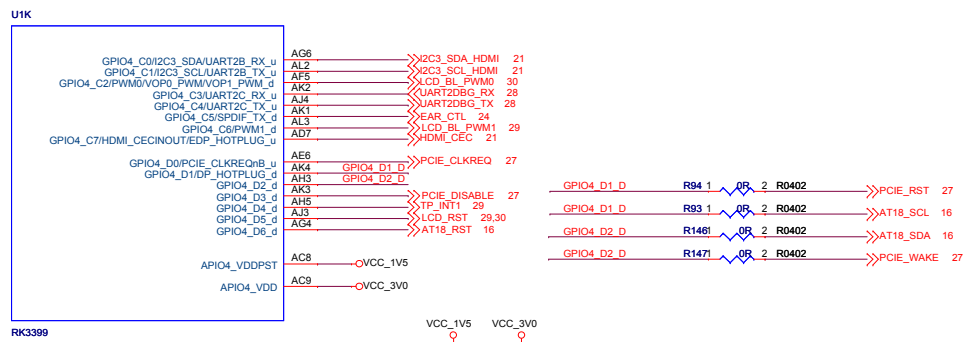 U1K
GPIO4_C0/I2C3_SDA/UART2B_RX_u AG6 I2C3_SDA_HDMI 21
GPIO4_C1/I2C3_SCL/UART2B_TX_u AL2 I2C3_SCL_HDMI 21
GPIO4_C2/PWM0/VOP0_PWM/VOP1_PWM_d AF5 LCD_BL_PWM0 30
GPIO4_C3/UART2C_RX_u AK2 UART2DBG_RX 28
GPIO4_C4/UART2C_TX_u AJ4 UART2DBG_TX 28
GPIO4_C5/SPDIF_TX_d AK1 EAR_CTL 24
GPIO4_C6/PWM1_d AL3 LCD_BL_PWM1 29
GPIO4_C7/HDMI_CECINOUT/EDP_HOTPLUG_u AD7 HDMI_CEC 21
GPIO4_D0/PCIE_CLKREQnB_u AE6 PCIE_CLKREQ 27
GPIO4_D1/DP_HOTPLUG_d AK4 GPIO4_D1_D
GPIO4_D2_d AH3 GPIO4_D2_D
GPIO4_D3_d AK3 PCIE_DISABLE 27
GPIO4_D4_d AH5 TP_INT1 29
GPIO4_D5_d AJ3 LCD_RST 29,30
GPIO4_D6_d AG4 AT18_RST 16
APIO4_VDDPST AC8 VCC_1V5
APIO4_VDD AC9 VCC_3V0
RK3399
GPIO4_D1_D R94 1 0R 2 R0402 PCIE_RST 27
GPIO4_D1_D R93 1 0R 2 R0402 AT18_SCL 16
GPIO4_D2_D R146 1 0R 2 R0402 AT18_SDA 16
GPIO4_D2_D R147 1 0R 2 R0402 PCIE_WAKE 27
VCC_1V5 VCC_3V0